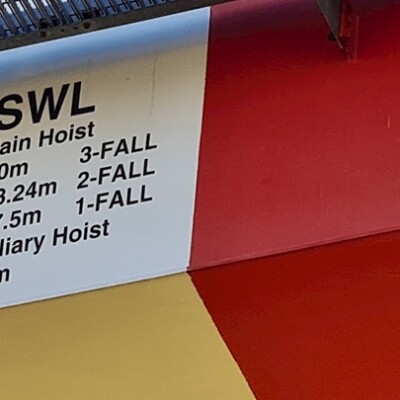 SWL
ain Hoist
0m 3-FALL
3.24m 2-FALL
7.5m 1-FALL
liary Hoist
m